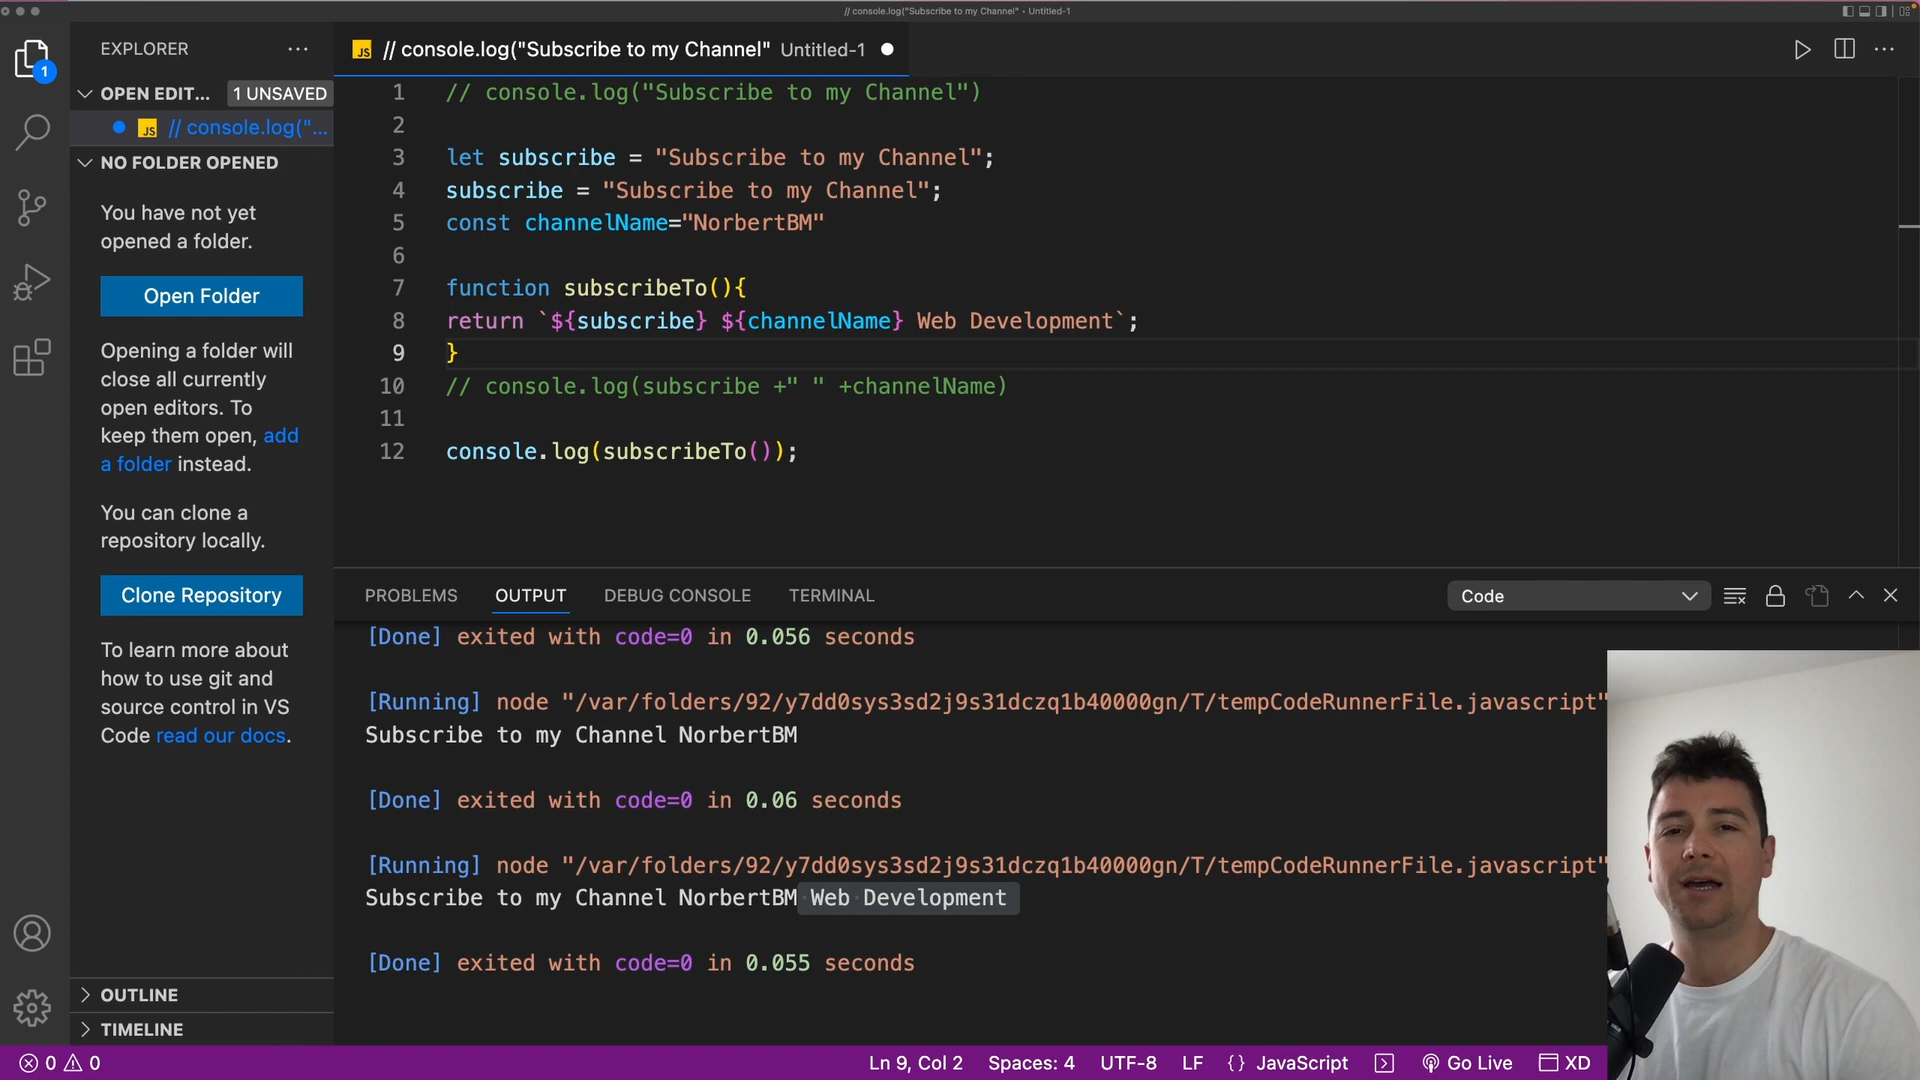 // console.log("Subscribe to my Channel" • Untitled-1
EXPLORER
JS // console.log("Subscribe to my Channel" Untitled-1
1
OPEN EDIT... 1 UNSAVED
JS // console.log("...
NO FOLDER OPENED
You have not yet
opened a folder.
Open Folder
Opening a folder will
close all currently
open editors. To
keep them open, add
a folder instead.
You can clone a
repository locally.
Clone Repository
To learn more about
how to use git and
source control in VS
Code read our docs.
OUTLINE
TIMELINE
1 // console.log("Subscribe to my Channel")
2
3 let subscribe = "Subscribe to my Channel";
4 subscribe = "Subscribe to my Channel";
5 const channelName="NorbertBM"
6
7 function subscribeTo(){
8 return `${subscribe} ${channelName} Web Development`;
9 }
10 // console.log(subscribe +" " +channelName)
11
12 console.log(subscribeTo());
PROBLEMS OUTPUT DEBUG CONSOLE TERMINAL Code
[Done] exited with code=0 in 0.056 seconds
[Running] node "/var/folders/92/y7dd0sys3sd2j9s31dczq1b40000gn/T/tempCodeRunnerFile.javascript"
Subscribe to my Channel NorbertBM
[Done] exited with code=0 in 0.06 seconds
[Running] node "/var/folders/92/y7dd0sys3sd2j9s31dczq1b40000gn/T/tempCodeRunnerFile.javascript"
Subscribe to my Channel NorbertBM Web Development
[Done] exited with code=0 in 0.055 seconds
0 0 Ln 9, Col 2 Spaces: 4 UTF-8 LF {} JavaScript Go Live XD